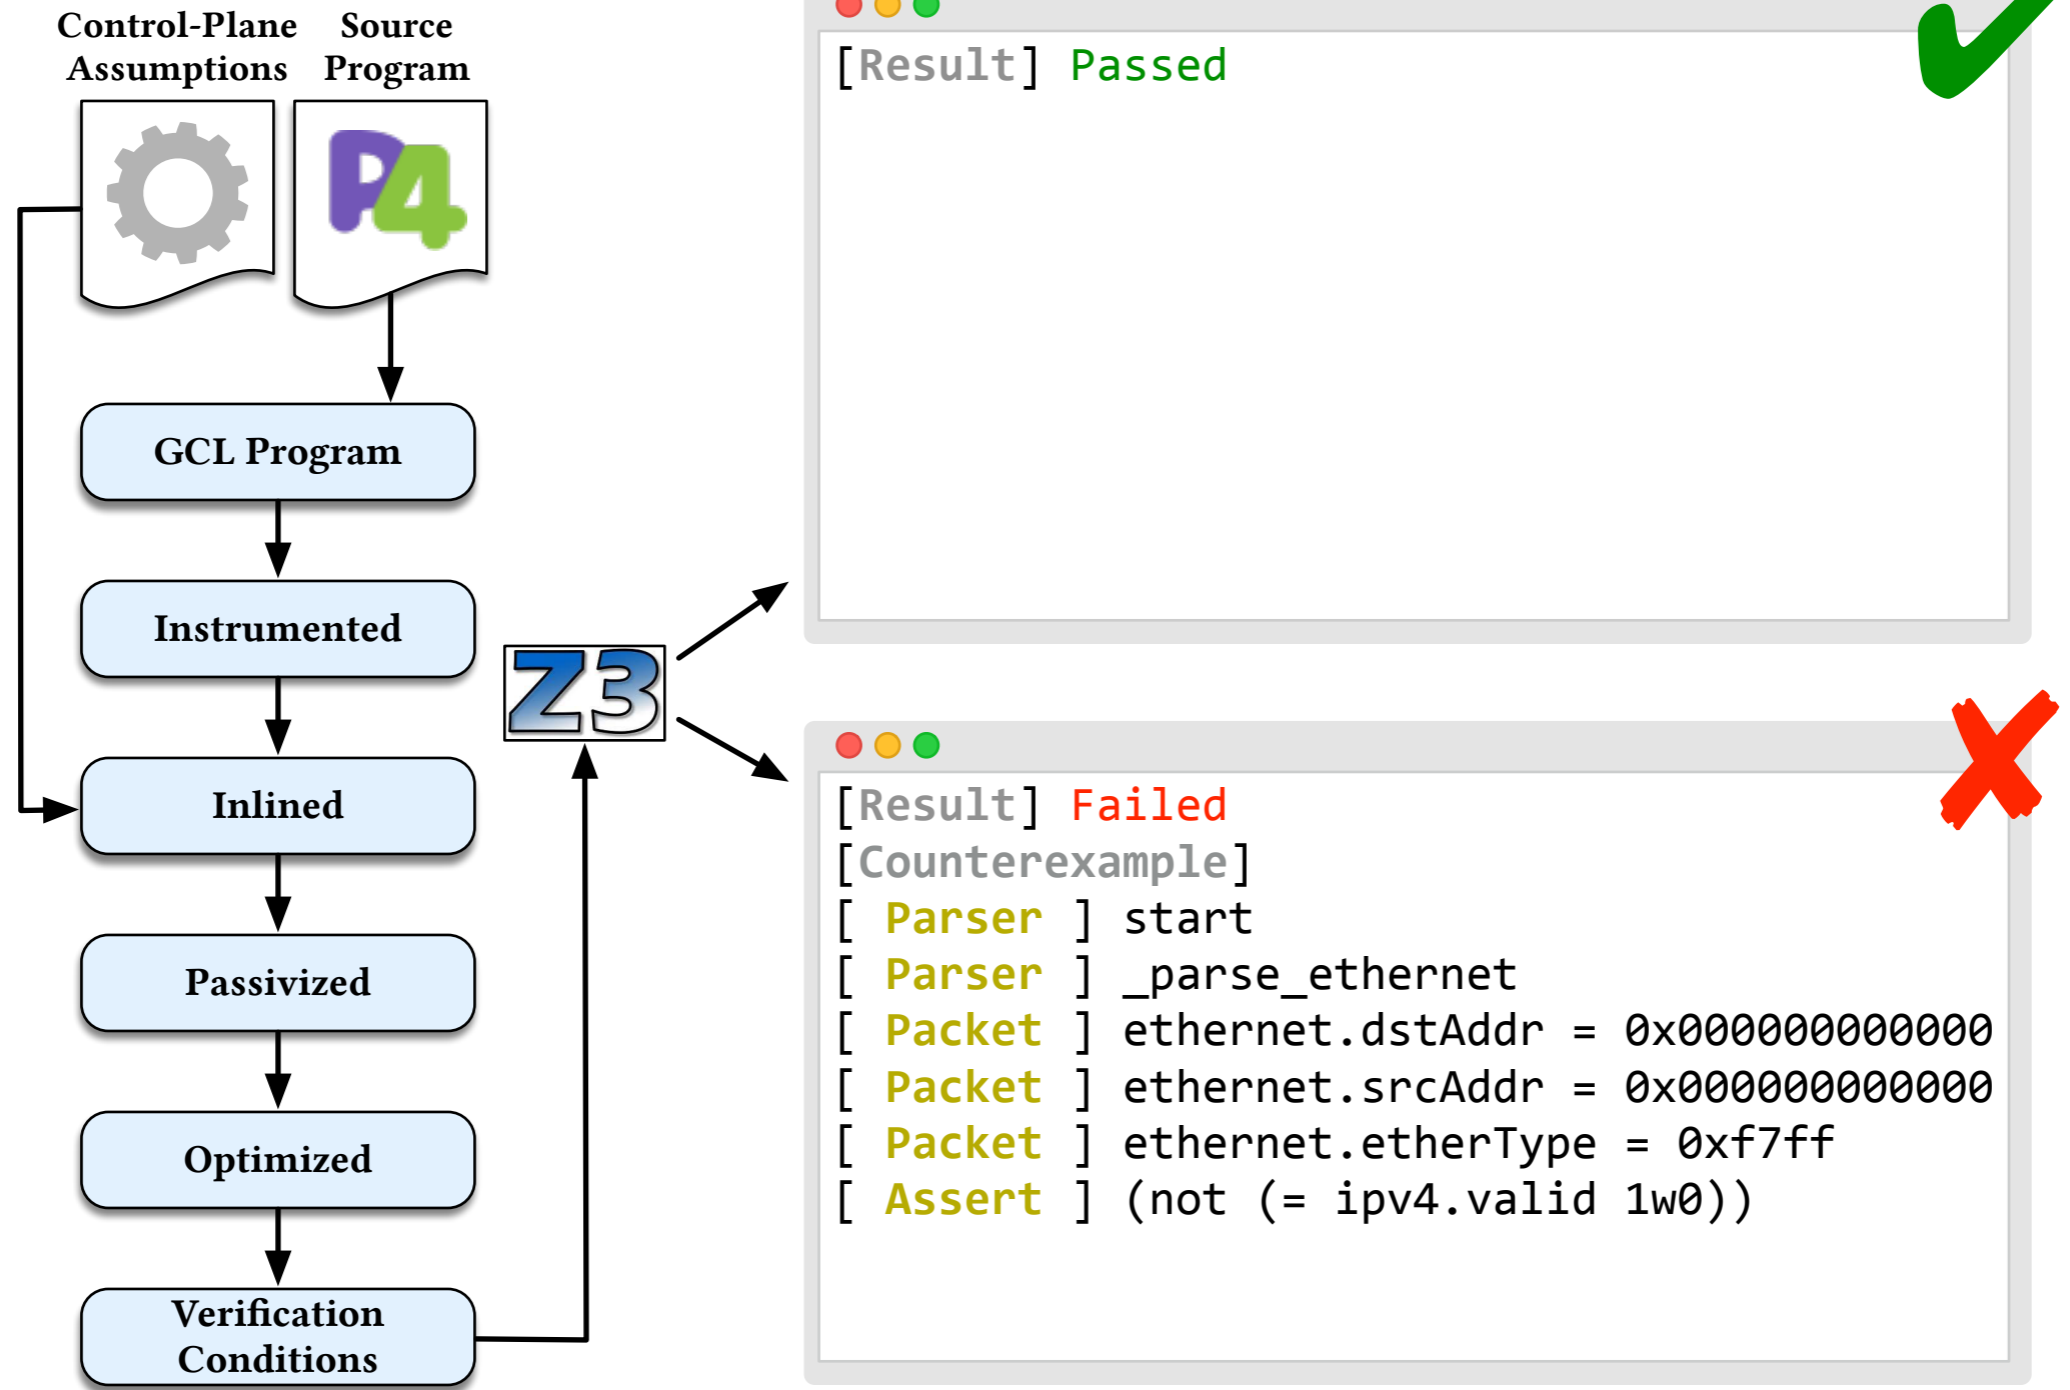 Control-Plane
Assumptions
Source
Program
P4
GCL Program
Instrumented
Inlined
Passivized
Optimized
Verification
Conditions
Z3
[Result] Passed
[Result] Failed
[Counterexample]
[ Parser ] start
[ Parser ] _parse_ethernet
[ Packet ] ethernet.dstAddr = 0x000000000000
[ Packet ] ethernet.srcAddr = 0x000000000000
[ Packet ] ethernet.etherType = 0xf7ff
[ Assert ] (not (= ipv4.valid 1w0))